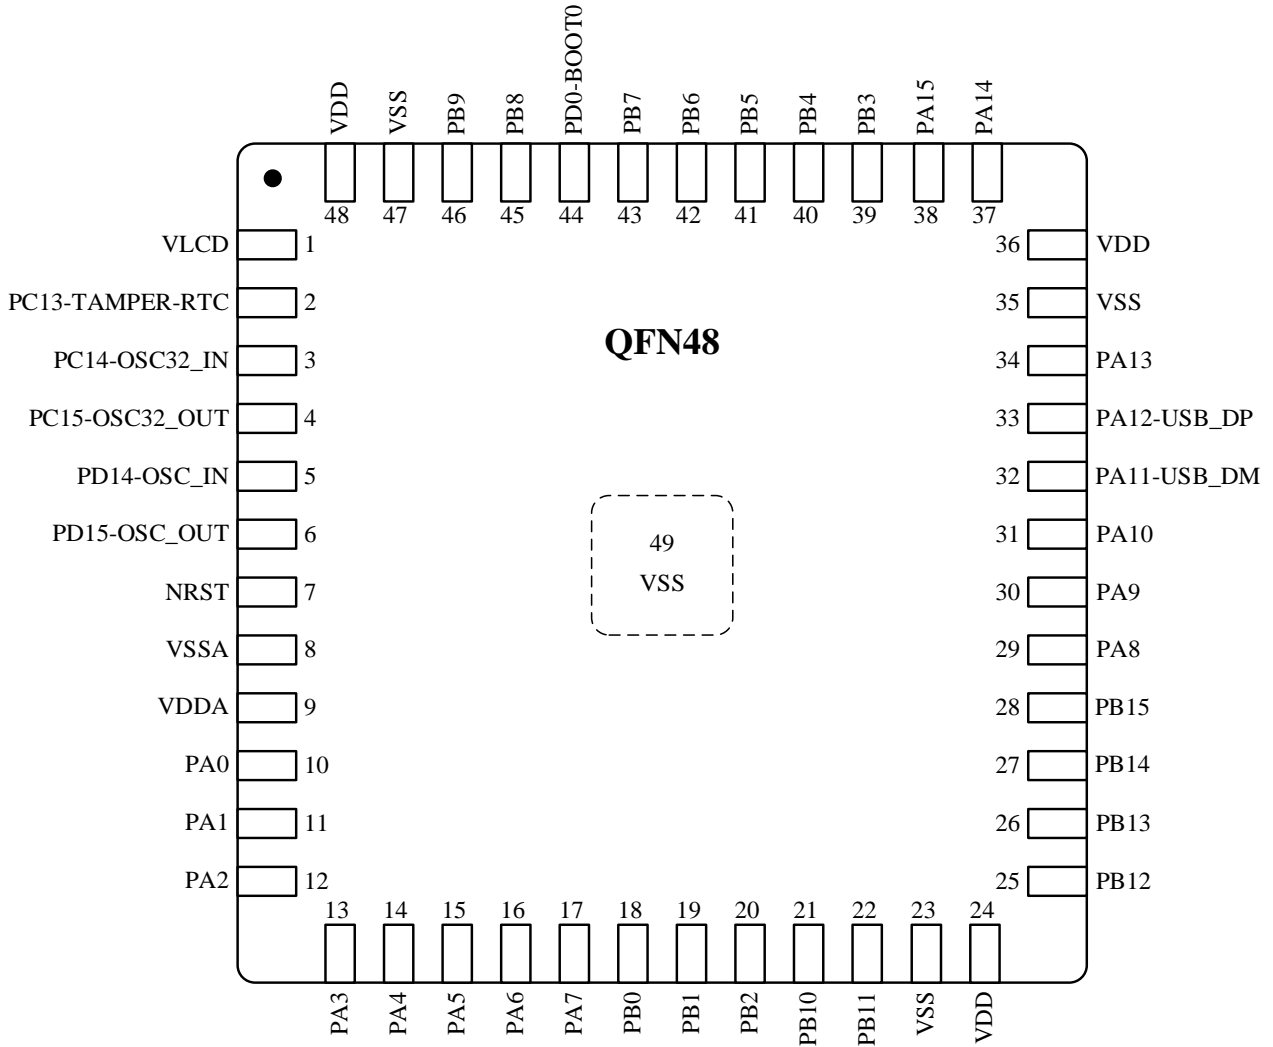 VDD VSS PB9 PB8 PD0-BOOT0 PB7 PB6 PB5 PB4 PB3 PA15 PA14
48 47 46 45 44 43 42 41 40 39 38 37
VLCD 1 36 VDD
PC13-TAMPER-RTC 2 35 VSS
QFN48
PC14-OSC32_IN 3 34 PA13
PC15-OSC32_OUT 4 33 PA12-USB_DP
PD14-OSC_IN 5 32 PA11-USB_DM
PD15-OSC_OUT 6 31 PA10
49
VSS
NRST 7 30 PA9
VSSA 8 29 PA8
VDDA 9 28 PB15
PA0 10 27 PB14
PA1 11 26 PB13
PA2 12 25 PB12
13 14 15 16 17 18 19 20 21 22 23 24
PA3 PA4 PA5 PA6 PA7 PB0 PB1 PB2 PB10 PB11 VSS VDD